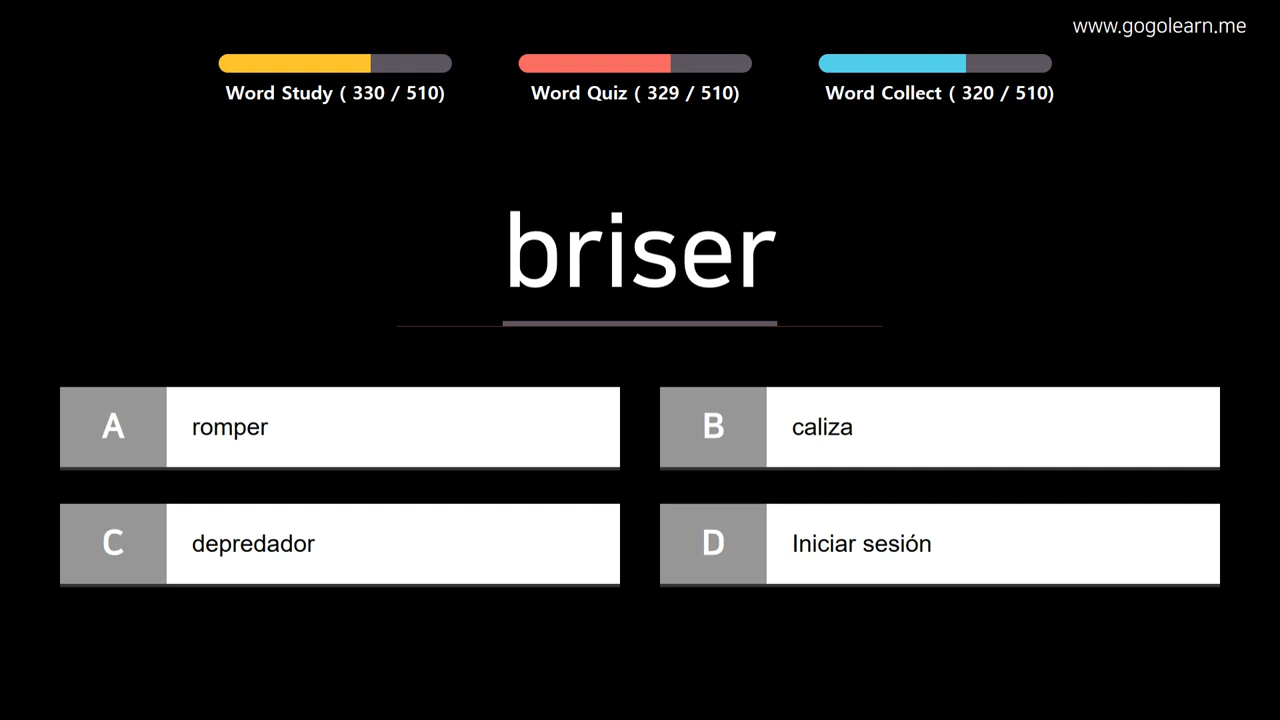 www.gogolearn.me
Word Study ( 330 / 510)
Word Quiz ( 329 / 510)
Word Collect ( 320 / 510)
briser
A romper
B caliza
C depredador
D Iniciar sesión